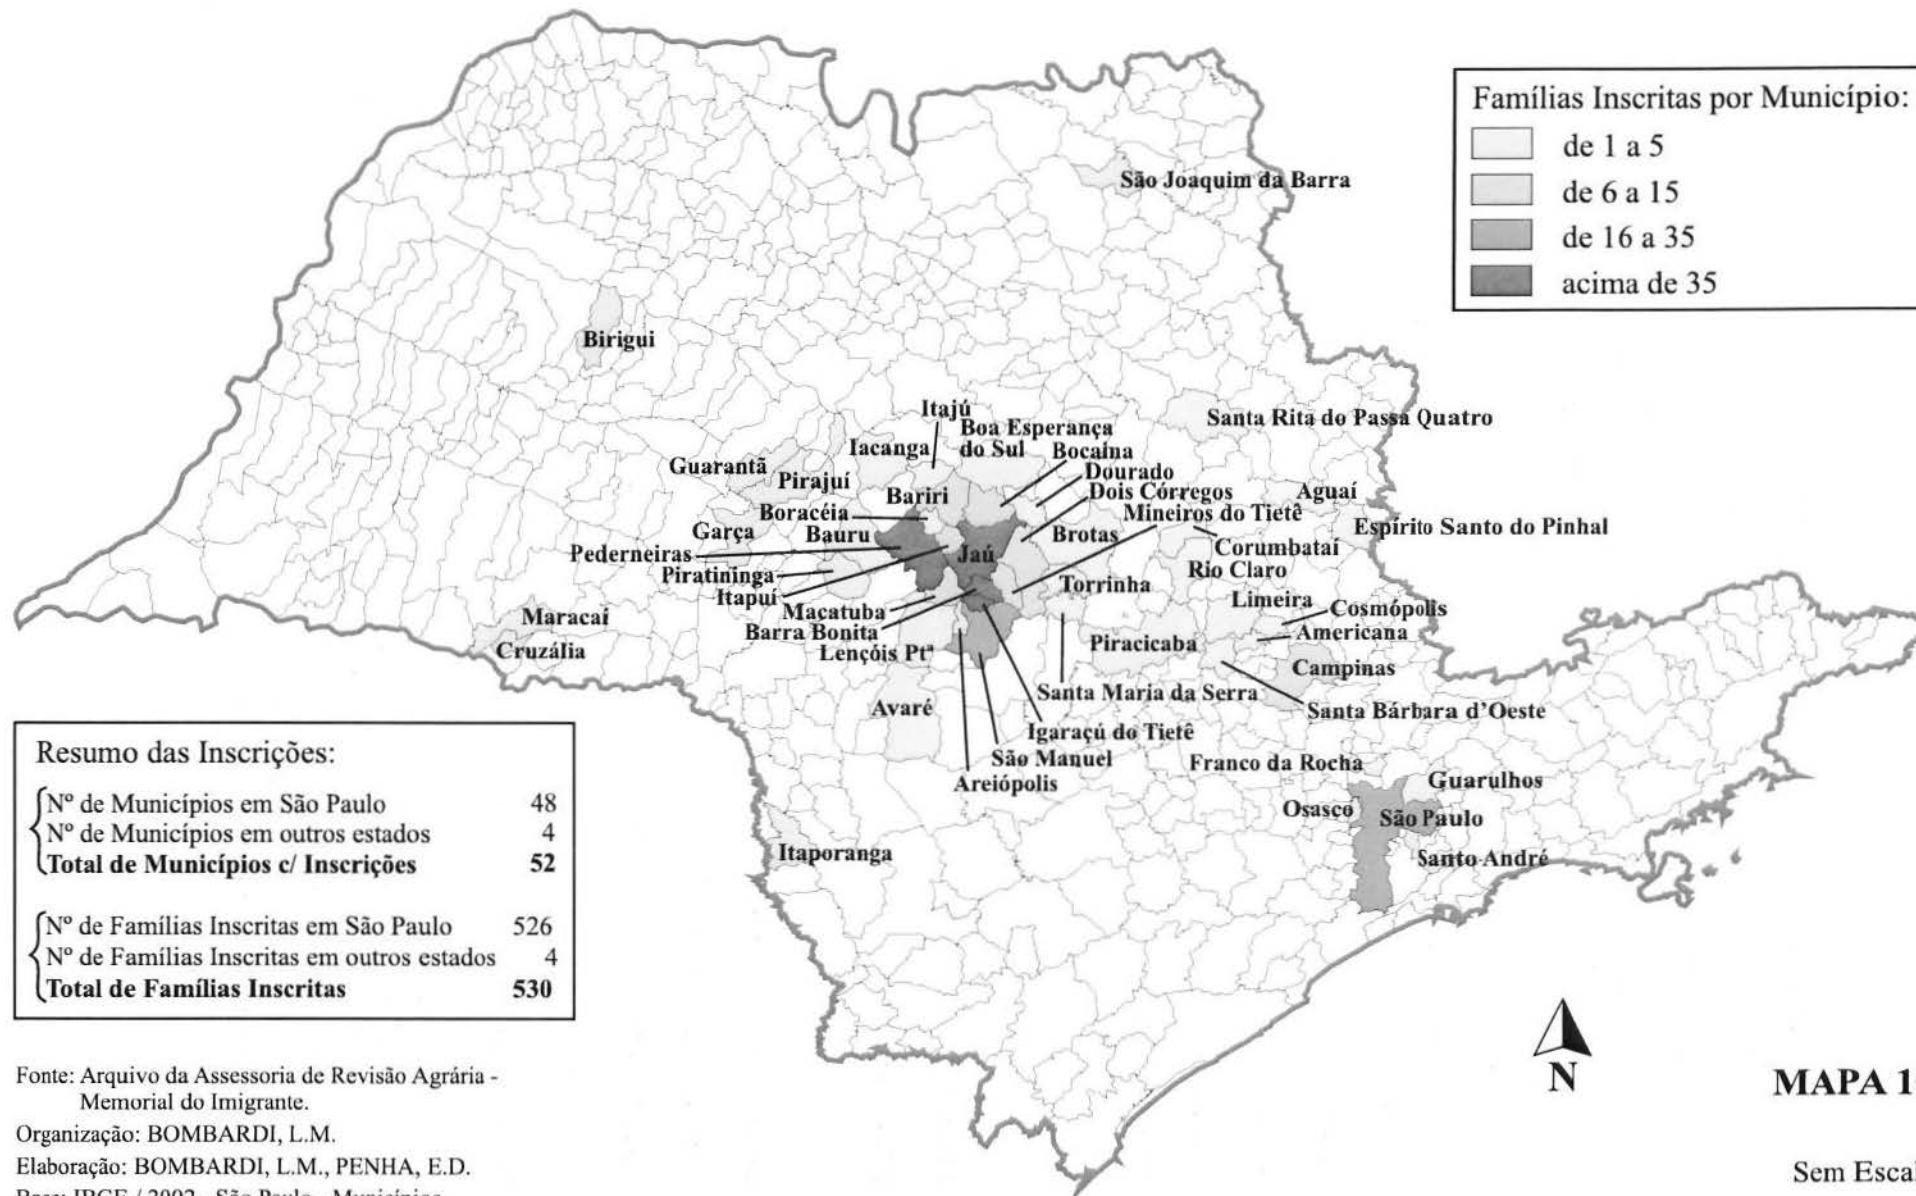 Famílias Inscritas por Município:
de 1 a 5
de 6 a 15
de 16 a 35
acima de 35
São Joaquim da Barra
Birigui
Itajú
Santa Rita do Passa Quatro
Boa Esperança
do Sul
Iacanga
Bocaina
Guarantã
Dourado
Pirajuí
Dois Córregos
Aguaí
Bariri
Mineiros do Tietê
Boracéia
Espírito Santo do Pinhal
Garça
Bauru
Brotas
Corumbataí
Pederneiras
Jaú
Rio Claro
Piratininga
Torrinha
Itapuí
Limeira
Macatuba
Cosmópolis
Maracaí
Barra Bonita
Americana
Piracicaba
Cruzália
Lençóis Ptª
Campinas
Santa Maria da Serra
Avaré
Santa Bárbara d'Oeste
Igaraçú do Tietê
São Manuel
Franco da Rocha
Areiópolis
Guarulhos
Osasco
São Paulo
Itaporanga
Santo André
Resumo das Inscrições:
Nº de Municípios em São Paulo 48
Nº de Municípios em outros estados 4
Total de Municípios c/ Inscrições 52
Nº de Famílias Inscritas em São Paulo 526
Nº de Famílias Inscritas em outros estados 4
Total de Famílias Inscritas 530
Fonte: Arquivo da Assessoria de Revisão Agrária -
Memorial do Imigrante.
Organização: BOMBARDI, L.M.
Elaboração: BOMBARDI, L.M., PENHA, E.D.
Base: IBGE / 2002 - São Paulo - Municípios
N
MAPA 1
Sem Escal